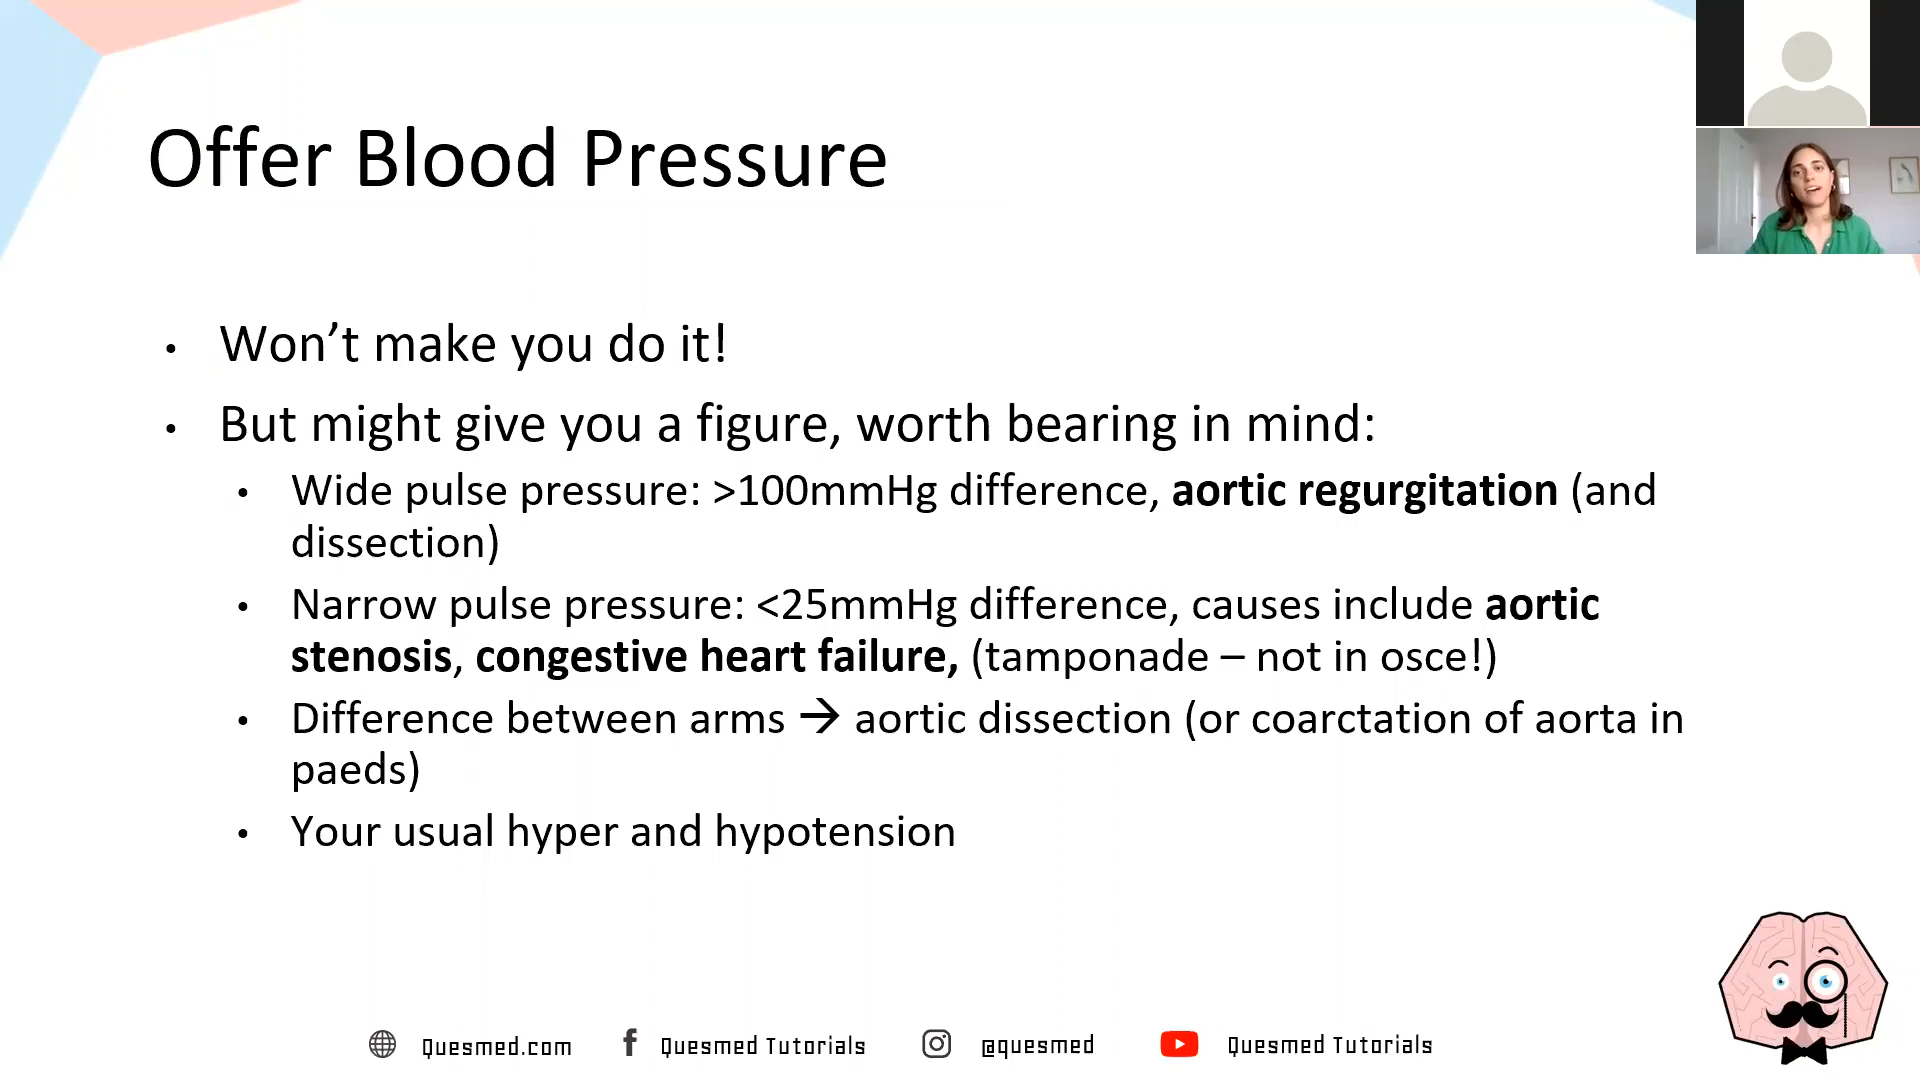 Offer Blood Pressure
• Won’t make you do it!
• But might give you a figure, worth bearing in mind:
• Wide pulse pressure: >100mmHg difference, aortic regurgitation (and
dissection)
• Narrow pulse pressure: <25mmHg difference, causes include aortic
stenosis, congestive heart failure, (tamponade – not in osce!)
• Difference between arms → aortic dissection (or coarctation of aorta in
paeds)
• Your usual hyper and hypotension
Quesmed.com
Quesmed Tutorials
@quesmed
Quesmed Tutorials